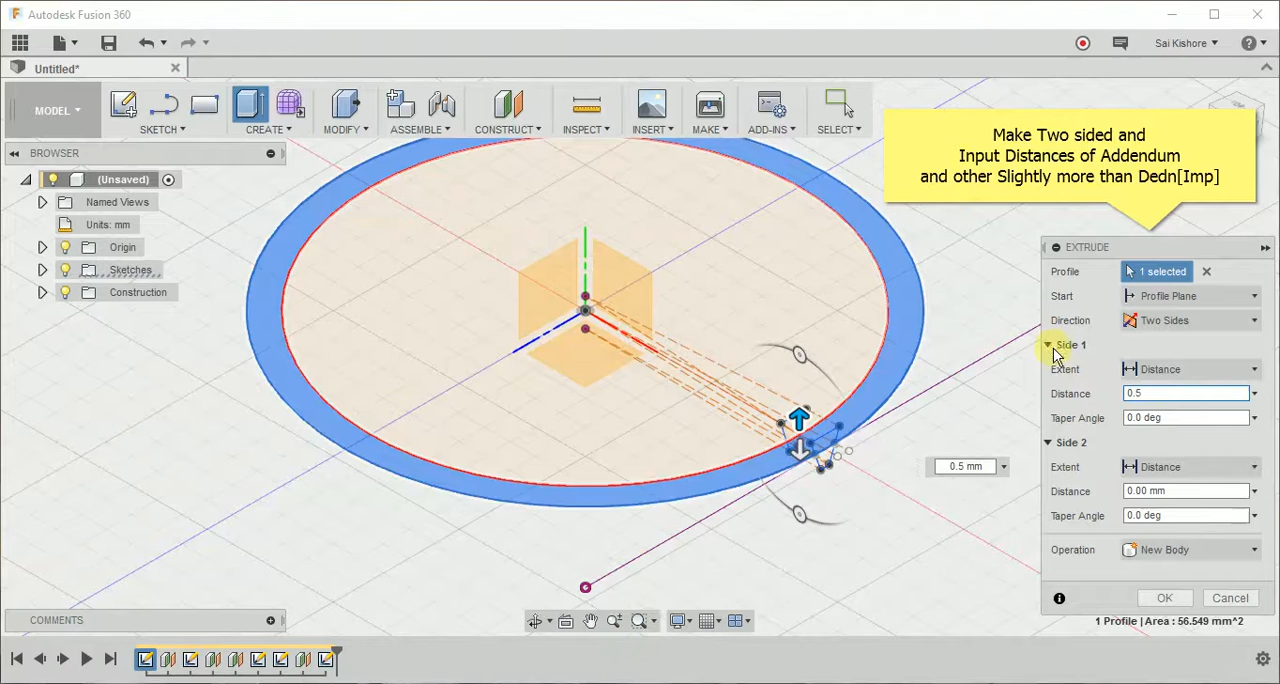 Autodesk Fusion 360
Sai Kishore
Untitled*
MODEL
SKETCH
CREATE
MODIFY
ASSEMBLE
CONSTRUCT
INSPECT
INSERT
MAKE
ADD-INS
SELECT
Make Two sided and
Input Distances of Addendum
and other Slightly more than Dedn[Imp]
BROWSER
(Unsaved)
Named Views
Units: mm
Origin
Sketches
Construction
EXTRUDE
Profile 1 selected
Start Profile Plane
Direction Two Sides
Side 1
Extent Distance
Distance 0.5
Taper Angle 0.0 deg
Side 2
Extent Distance
Distance 0.00 mm
Taper Angle 0.0 deg
Operation New Body
OK Cancel
0.5 mm
1 Profile | Area : 56.549 mm^2
COMMENTS